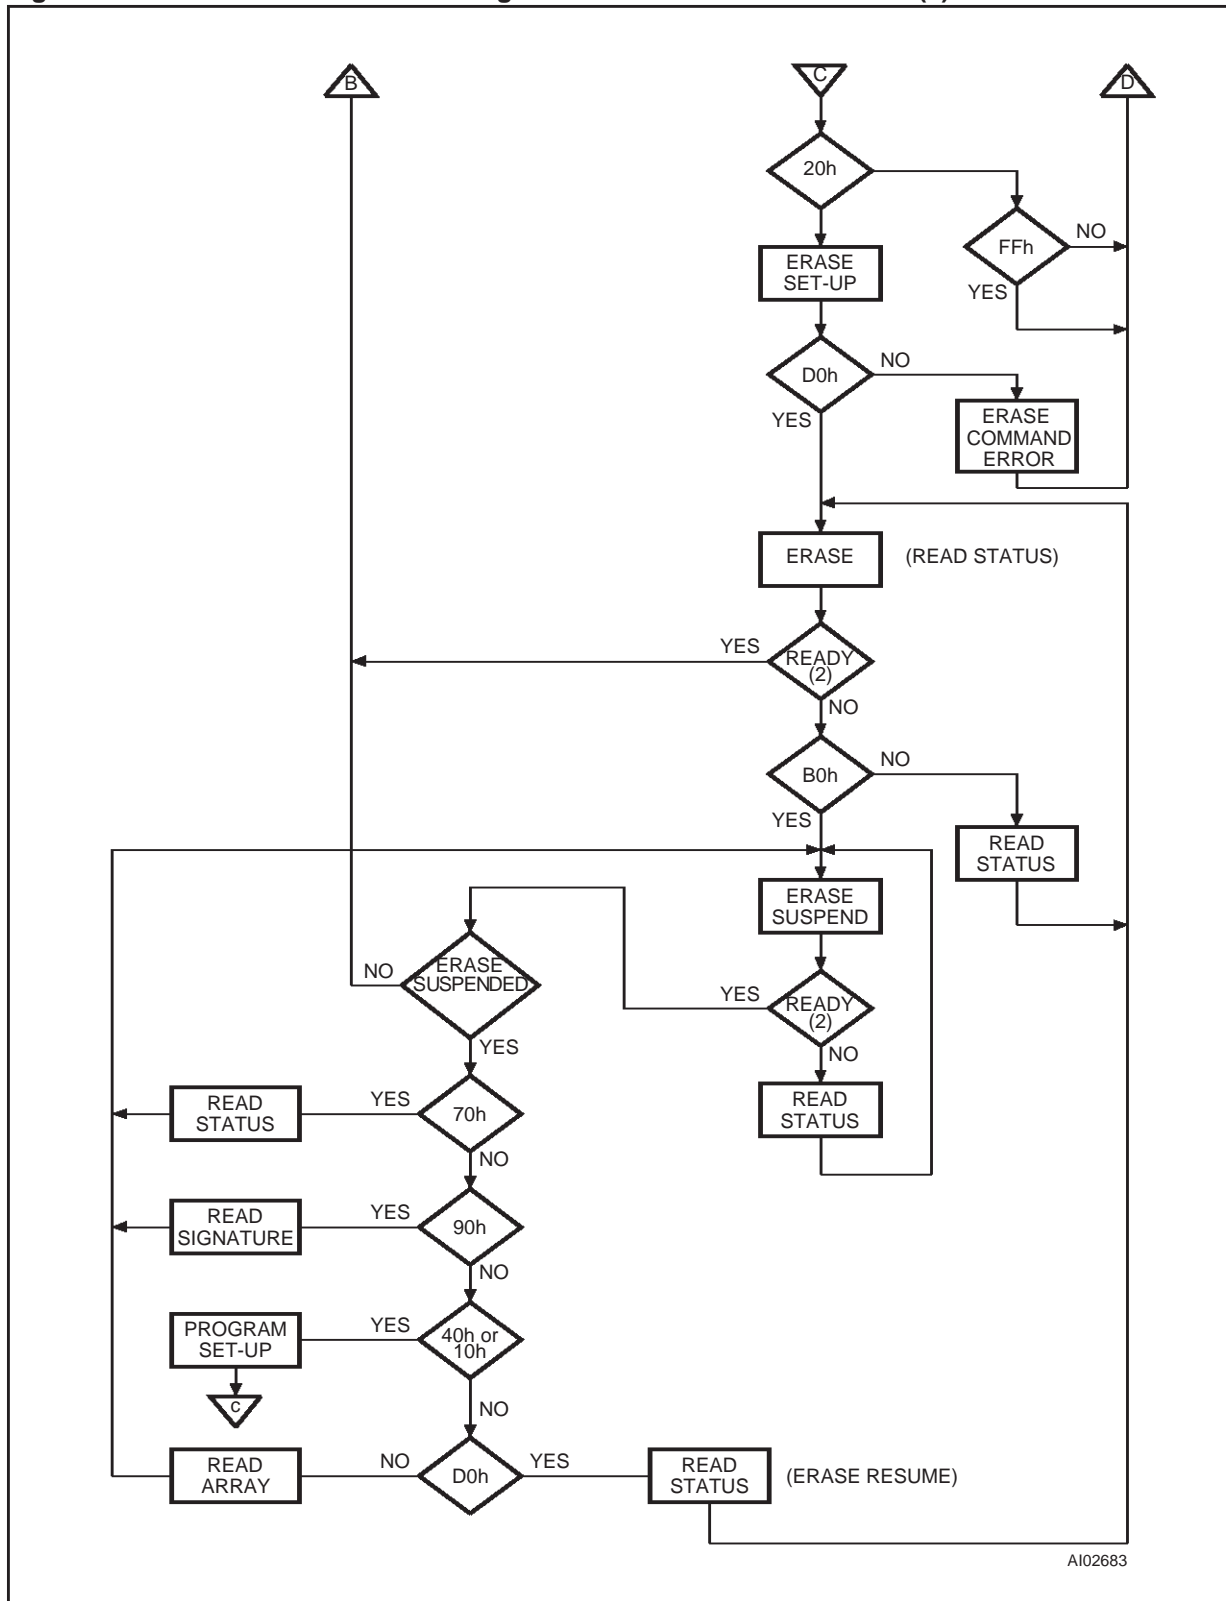 B
C
D
20h
FFh
NO
YES
ERASE
SET-UP
D0h
NO
YES
ERASE
COMMAND
ERROR
ERASE
(READ STATUS)
YES
READY
(2)
NO
B0h
NO
YES
READ
STATUS
ERASE
SUSPEND
ERASE
SUSPENDED
NO
YES
READY
(2)
YES
NO
READ
STATUS
READ
STATUS
YES
70h
NO
READ
SIGNATURE
YES
90h
NO
PROGRAM
SET-UP
YES
40h or
10h
NO
c
READ
ARRAY
NO
D0h
YES
READ
STATUS
(ERASE RESUME)
AI02683